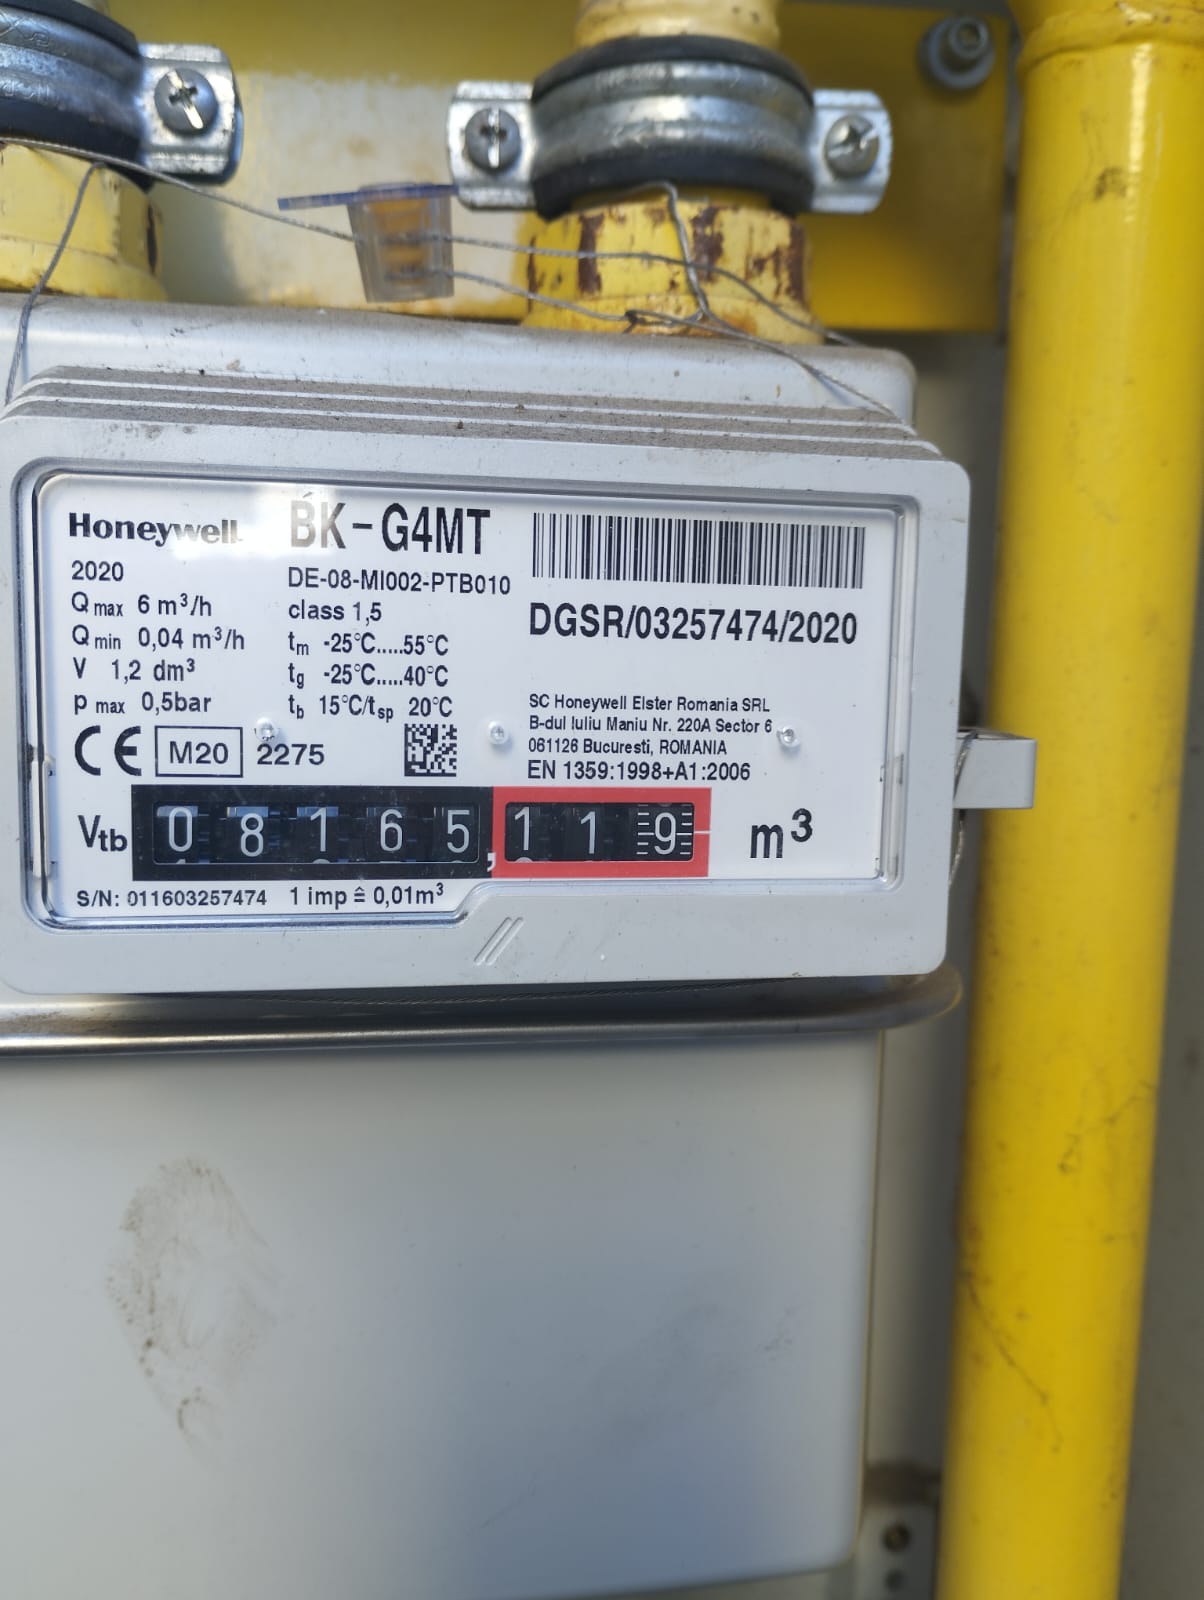 Honeywell
BK-G4MT
2020
DE-08-MI002-PTB010
Q max 6 m³/h
class 1,5
DGSR/03257474/2020
Q min 0,04 m³/h
tm -25°C.....55°C
V 1,2 dm³
tg -25°C.....40°C
p max 0,5bar
tb 15°C/tsp 20°C
SC Honeywell Elster Romania SRL
B-dul Iuliu Maniu Nr. 220A Sector 6
061126 Bucuresti, ROMANIA
CE M20 2275
EN 1359:1998+A1:2006
Vtb 08165,119 m³
S/N: 011603257474 1 imp ≙ 0,01m³